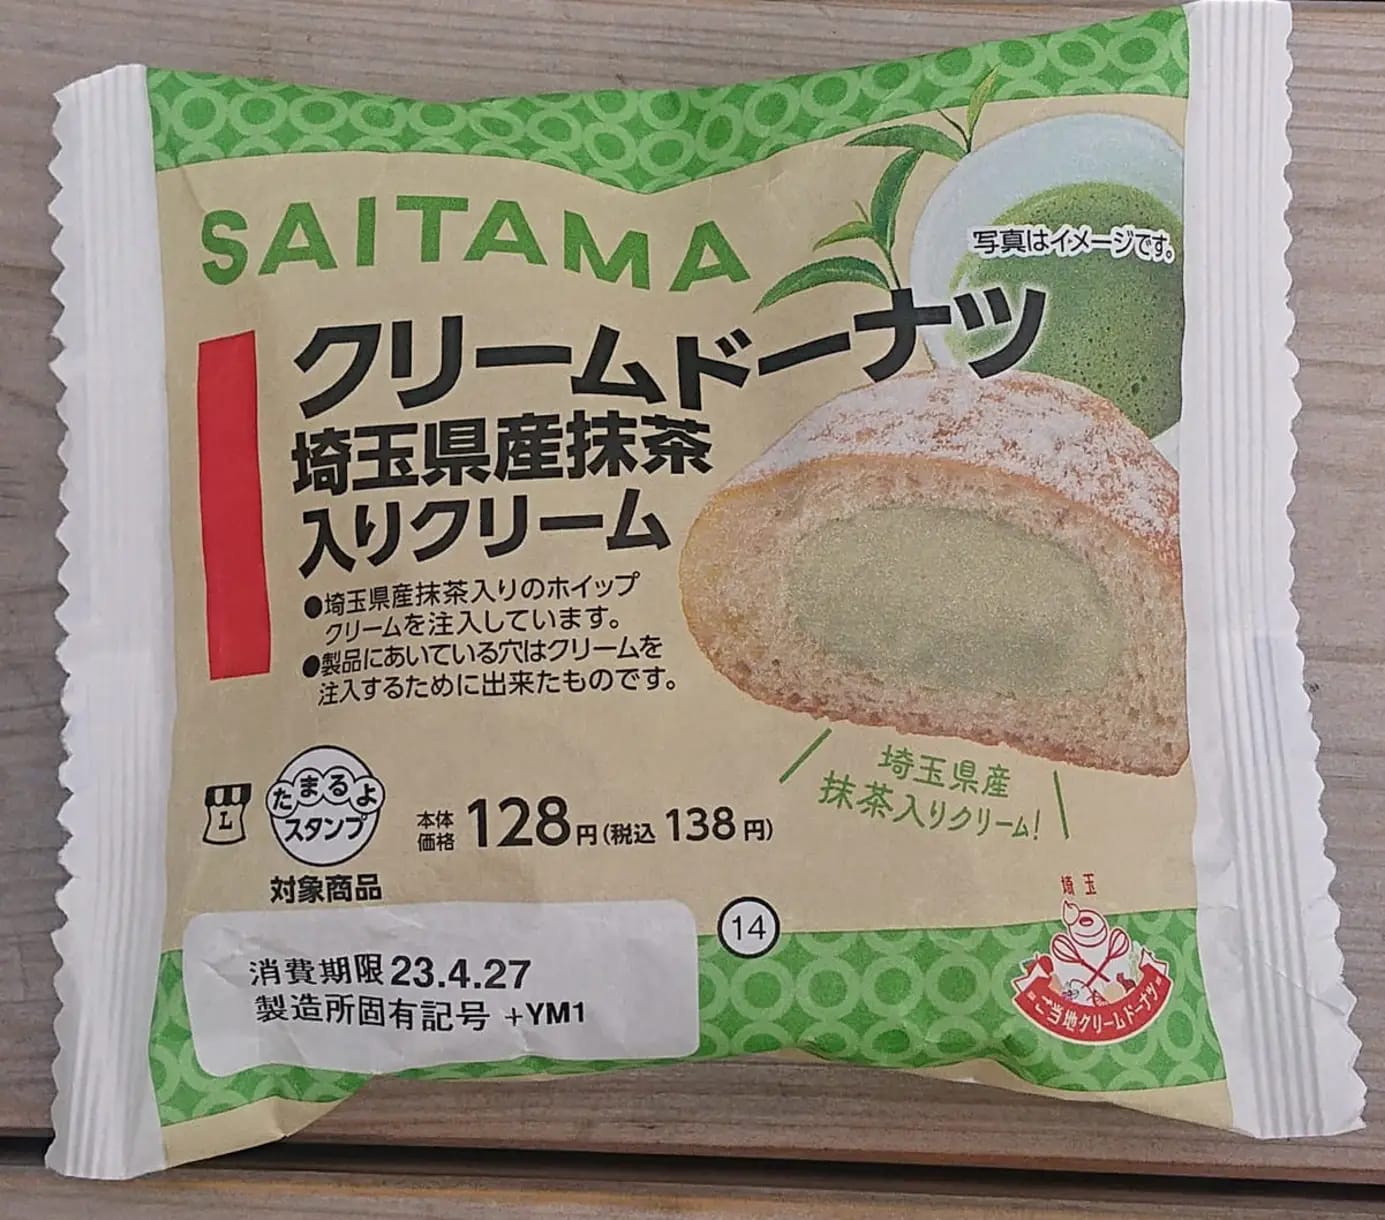 SAITAMA
写真はイメージです。
クリームドーナツ
埼玉県産抹茶
入りクリーム
●埼玉県産抹茶入りのホイップ
クリームを注入しています。
●製品にあいている穴はクリームを
注入するために出来たものです。
埼玉県産
抹茶入りクリーム!
L
たまるよ
スタンプ
対象商品
本体
価格 128円(税込 138円)
14
消費期限 23.4.27
製造所固有記号 +YM1
埼玉
ご当地クリームドーナツ